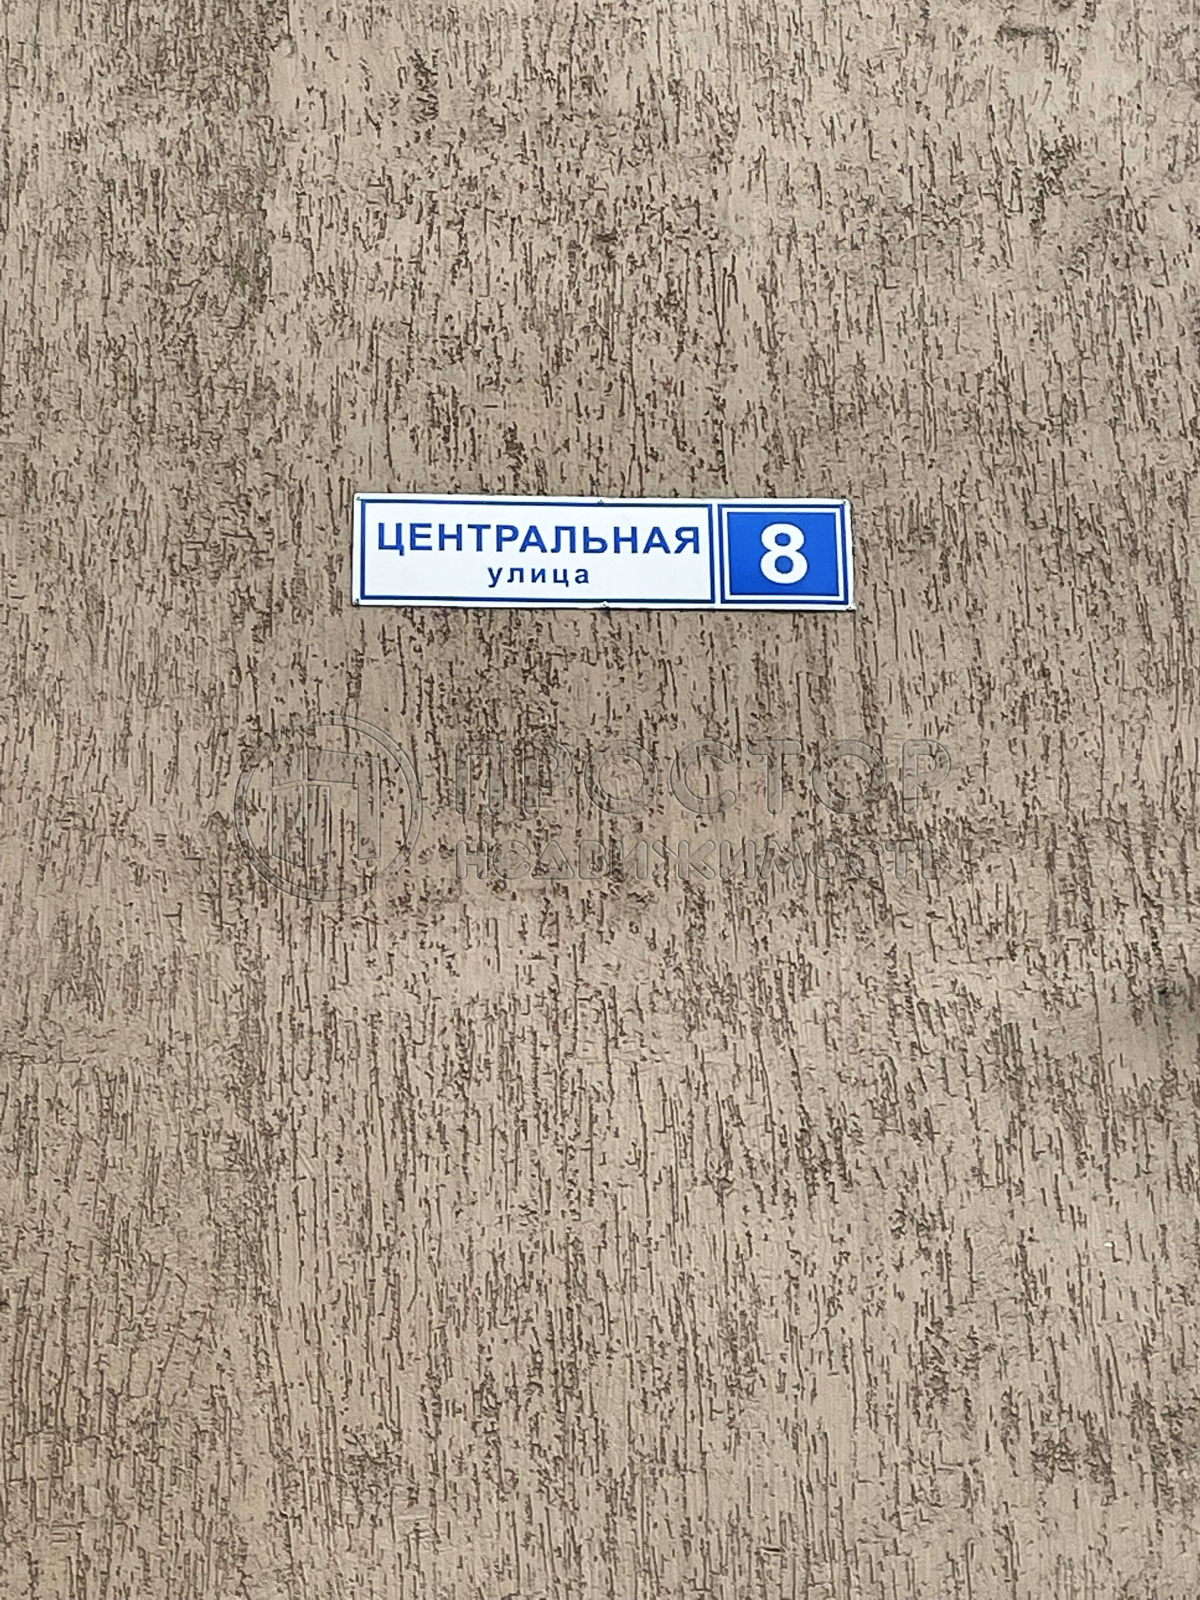 ЦЕНТРАЛЬНАЯ
улица
8
ПРОСТОР
недвижимость